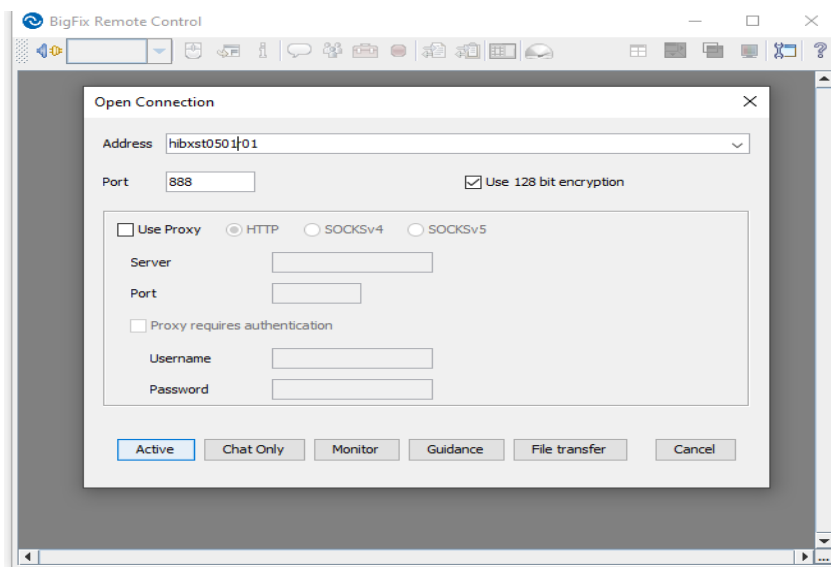 BigFix Remote Control
Open Connection
Address hibxst0501r01
Port 888 Use 128 bit encryption
Use Proxy HTTP SOCKSv4 SOCKSv5
Server
Port
Proxy requires authentication
Username
Password
Active Chat Only Monitor Guidance File transfer Cancel